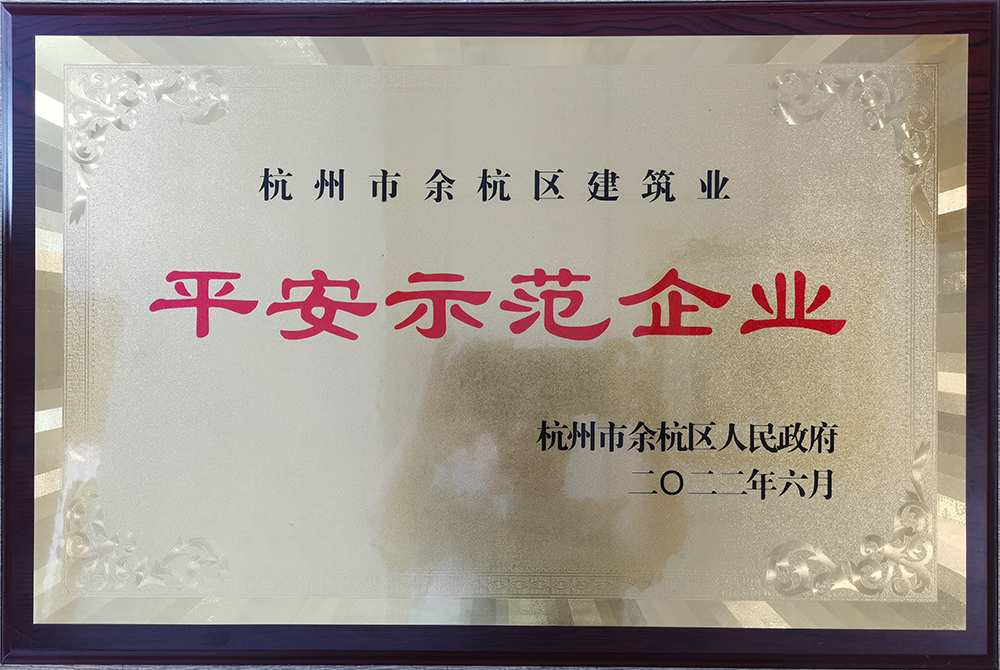 杭州市余杭区建筑业
平安示范企业
杭州市余杭区人民政府
二〇二二年六月